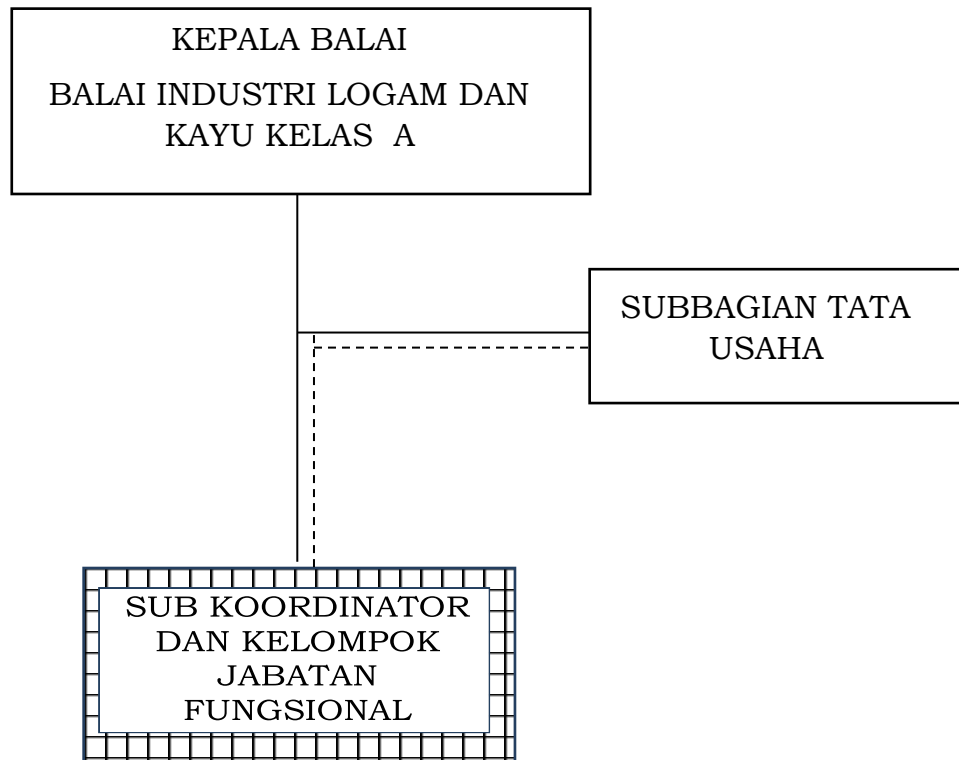 KEPALA BALAI
BALAI INDUSTRI LOGAM DAN
KAYU KELAS A
SUBBAGIAN TATA
USAHA
SUB KOORDINATOR
DAN KELOMPOK
JABATAN
FUNGSIONAL